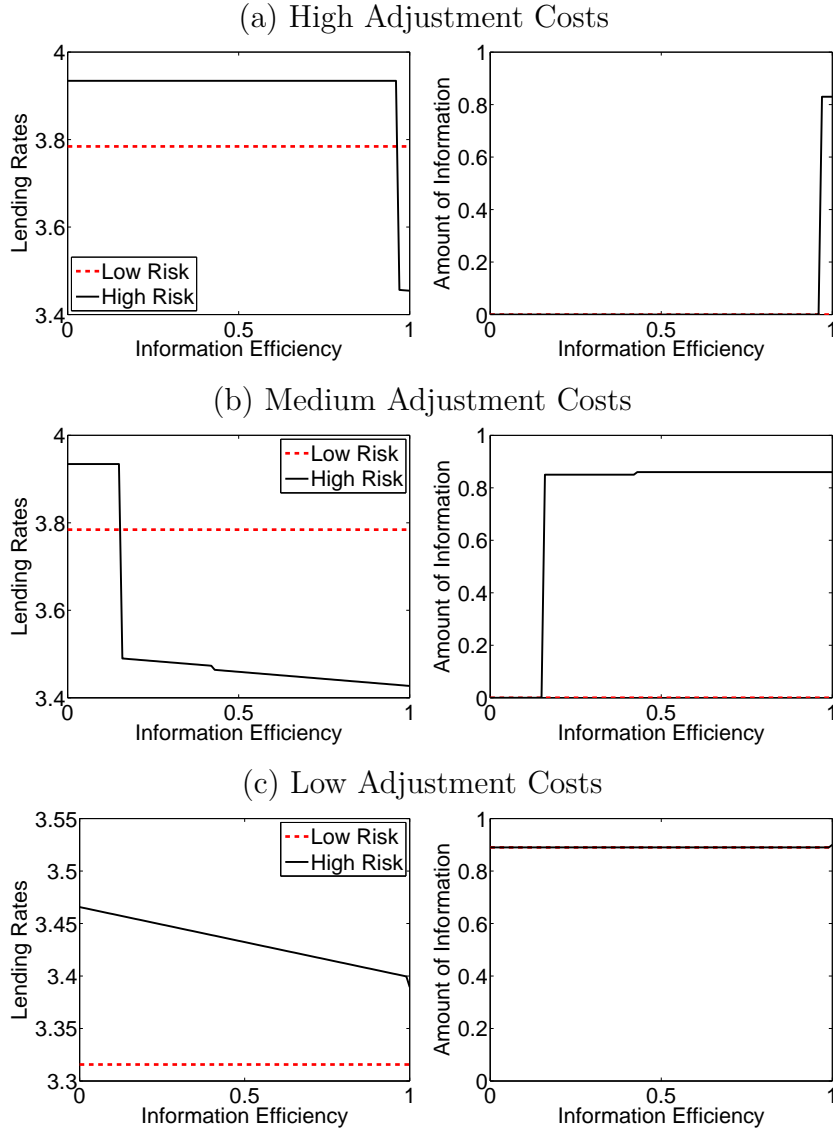 (a) High Adjustment Costs
Lending Rates
4
3.8
3.6
3.4
0
0.5
1
Information Efficiency
Low Risk
High Risk
Amount of Information
1
0.8
0.6
0.4
0.2
0
0
0.5
1
Information Efficiency
(b) Medium Adjustment Costs
Lending Rates
4
3.8
3.6
3.4
0
0.5
1
Information Efficiency
Low Risk
High Risk
Amount of Information
1
0.8
0.6
0.4
0.2
0
0
0.5
1
Information Efficiency
(c) Low Adjustment Costs
Lending Rates
3.55
3.5
3.45
3.4
3.35
3.3
0
0.5
1
Information Efficiency
Low Risk
High Risk
Amount of Information
1
0.8
0.6
0.4
0.2
0
0
0.5
1
Information Efficiency